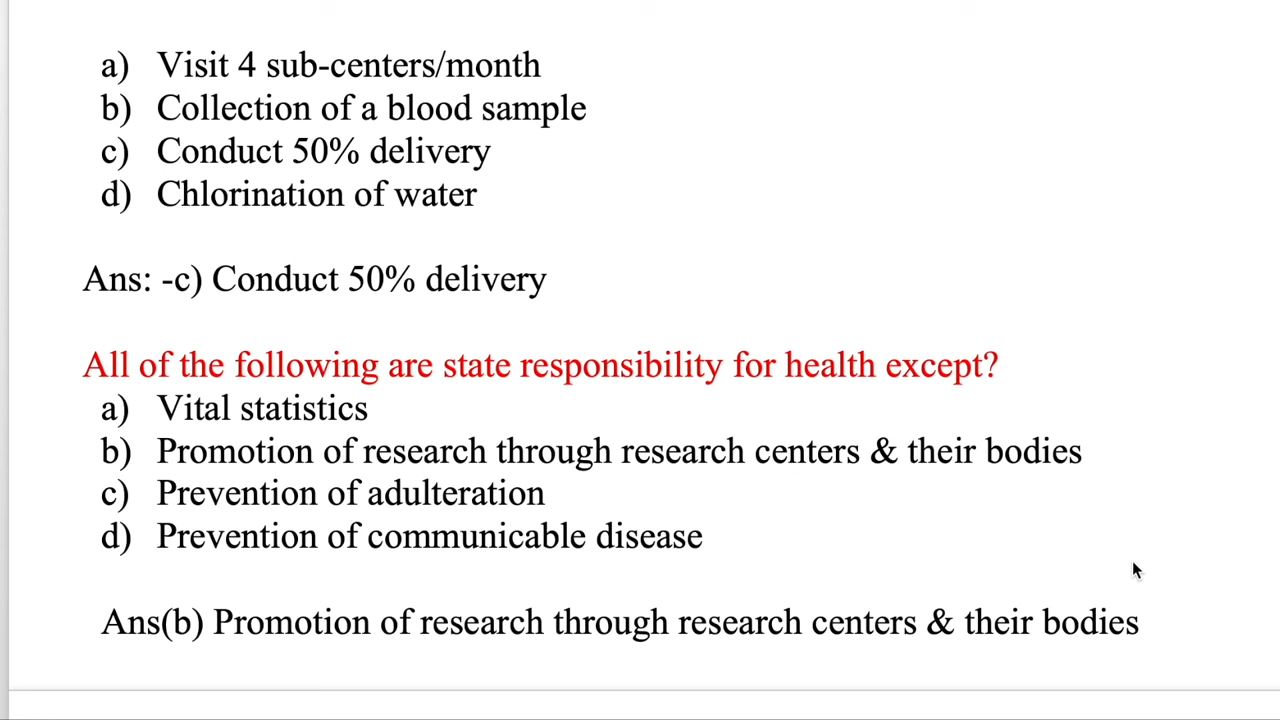 a) Visit 4 sub-centers/month
b) Collection of a blood sample
c) Conduct 50% delivery
d) Chlorination of water
Ans: -c) Conduct 50% delivery
All of the following are state responsibility for health except?
a) Vital statistics
b) Promotion of research through research centers & their bodies
c) Prevention of adulteration
d) Prevention of communicable disease
Ans(b) Promotion of research through research centers & their bodies